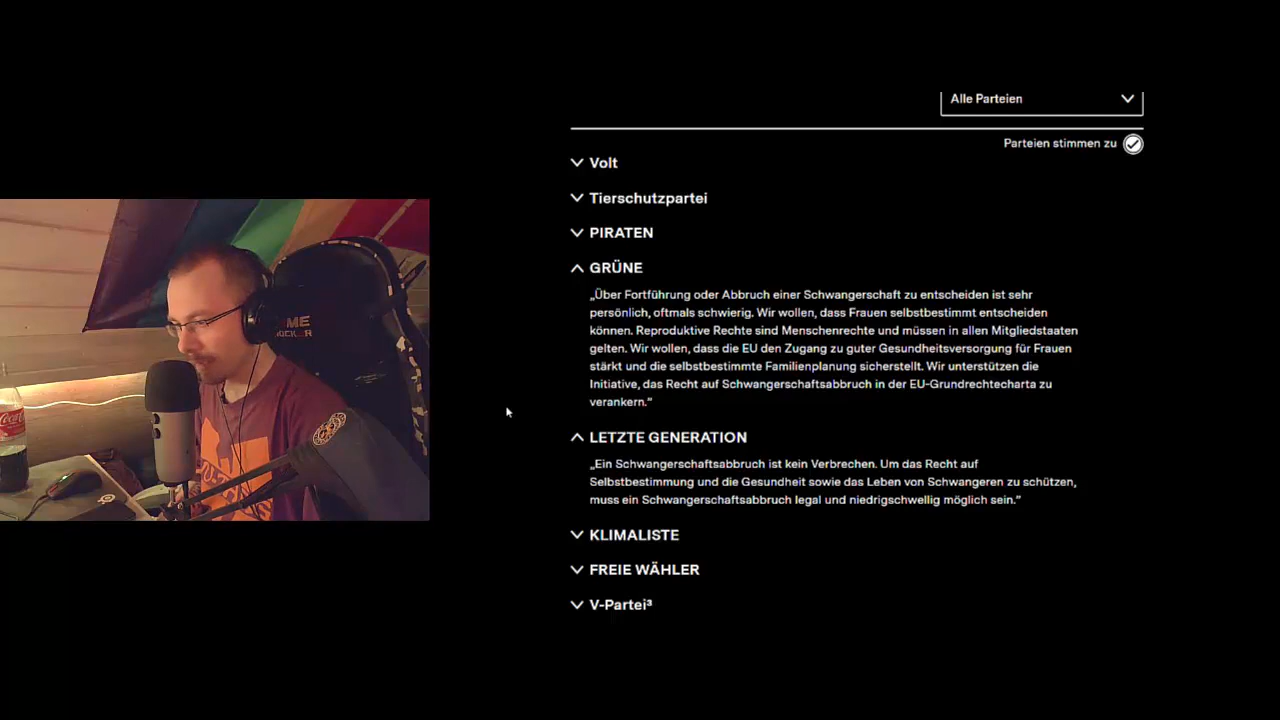 Alle Parteien
Parteien stimmen zu
Volt
Tierschutzpartei
PIRATEN
GRÜNE
„Über Fortführung oder Abbruch einer Schwangerschaft zu entscheiden ist sehr
persönlich, oftmals schwierig. Wir wollen, dass Frauen selbstbestimmt entscheiden
können. Reproduktive Rechte sind Menschenrechte und müssen in allen Mitgliedstaaten
gelten. Wir wollen, dass die EU den Zugang zu guter Gesundheitsversorgung für Frauen
stärkt und die selbstbestimmte Familienplanung sicherstellt. Wir unterstützen die
Initiative, das Recht auf Schwangerschaftsabbruch in der EU-Grundrechtecharta zu
verankern.”
LETZTE GENERATION
„Ein Schwangerschaftsabbruch ist kein Verbrechen. Um das Recht auf
Selbstbestimmung und die Gesundheit sowie das Leben von Schwangeren zu schützen,
muss ein Schwangerschaftsabbruch legal und niedrigschwellig möglich sein.”
KLIMALISTE
FREIE WÄHLER
V-Partei³